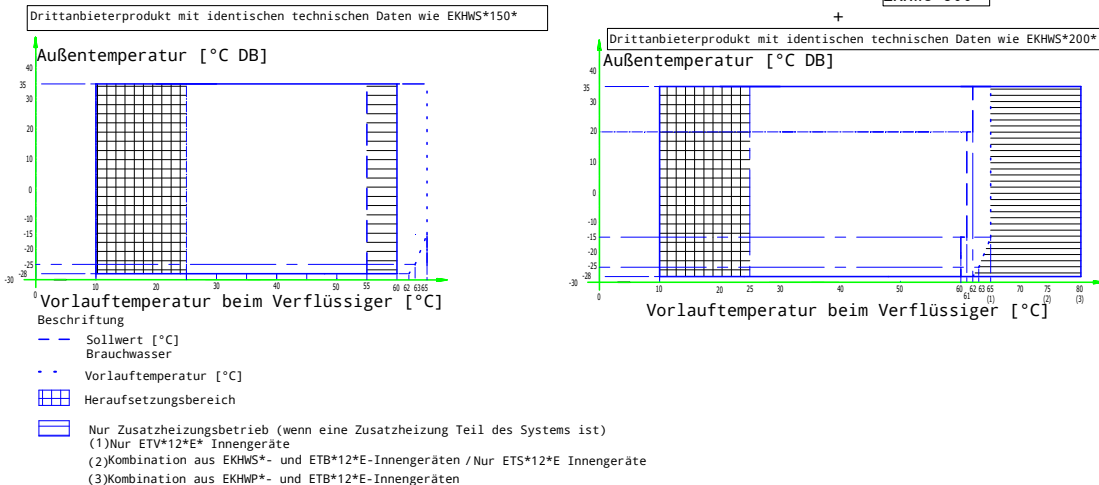 Drittanbieterprodukt mit identischen technischen Daten wie EKHWS*150*
+
Drittanbieterprodukt mit identischen technischen Daten wie EKHWS*200*
Außentemperatur [°C DB]
40
35
30
20
10
0
-10
-15
-20
-25
-28
-30
0
10
20
30
40
50
55
60 62 63 65
Vorlauftemperatur beim Verflüssiger [°C]
Außentemperatur [°C DB]
40
35
30
20
10
0
-10
-15
-20
-25
-28
-30
0
10
20
30
40
50
60 61 62 63 65 70 75 80
(1) (2) (3)
Vorlauftemperatur beim Verflüssiger [°C]
Beschriftung
Sollwert [°C]
Brauchwasser
Vorlauftemperatur [°C]
Heraufsetzungsbereich
Nur Zusatzheizungsbetrieb (wenn eine Zusatzheizung Teil des Systems ist)
(1)Nur ETV*12*E* Innengeräte
(2)Kombination aus EKHWS*- und ETB*12*E-Innengeräten / Nur ETS*12*E Innengeräte
(3)Kombination aus EKHWP*- und ETB*12*E-Innengeräten